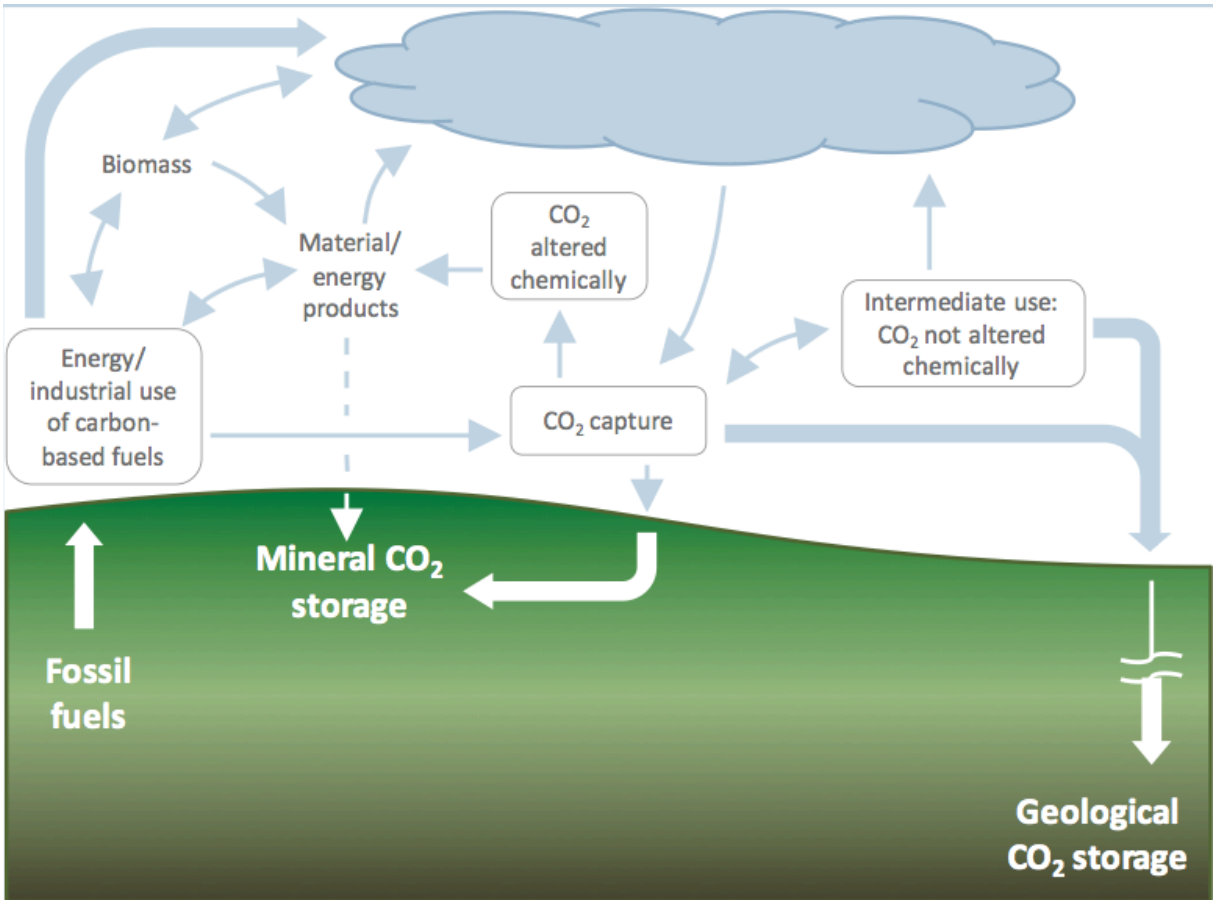 Biomass
Material/
energy
products
CO₂
altered
chemically
Intermediate use:
CO₂ not altered
chemically
Energy/
industrial use
of carbon-
based fuels
CO₂ capture
Mineral CO₂
storage
Fossil
fuels
Geological
CO₂ storage